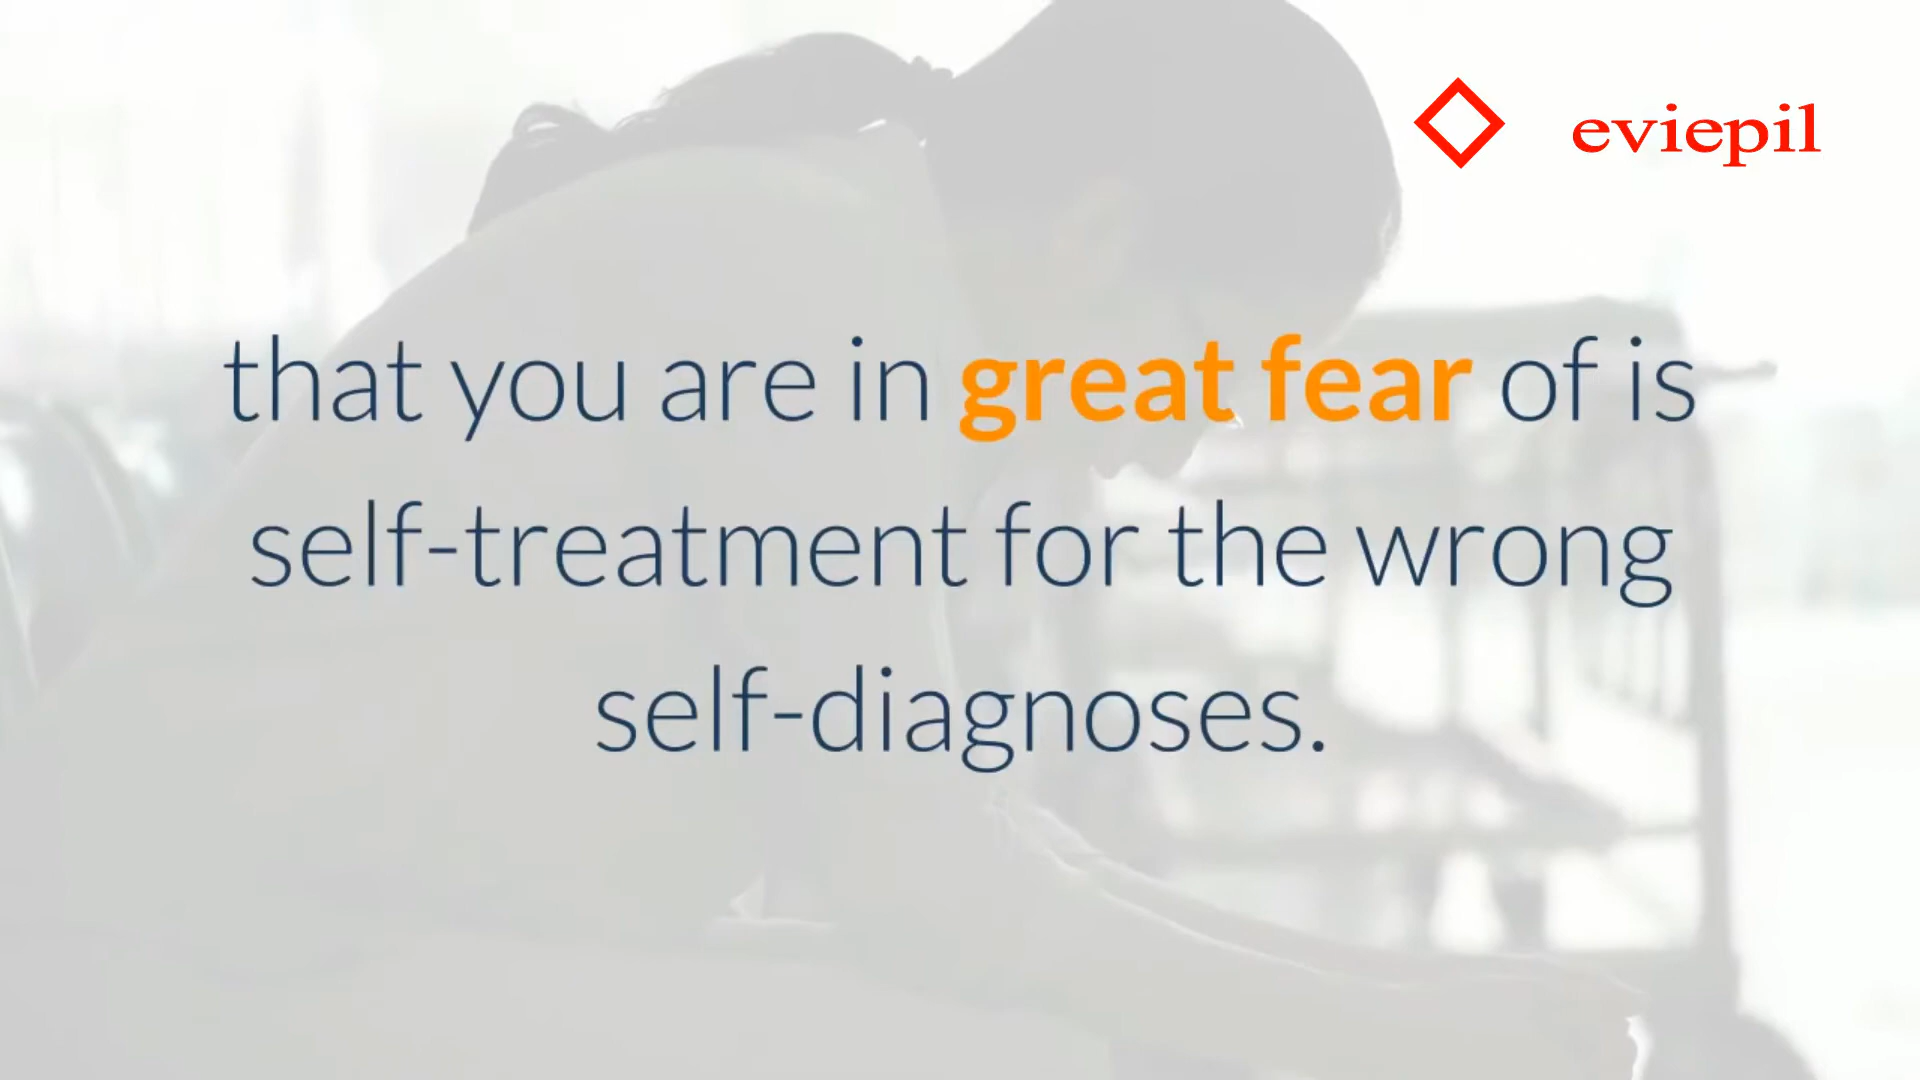 eviepil
that you are in great fear of is
self-treatment for the wrong
self-diagnoses.